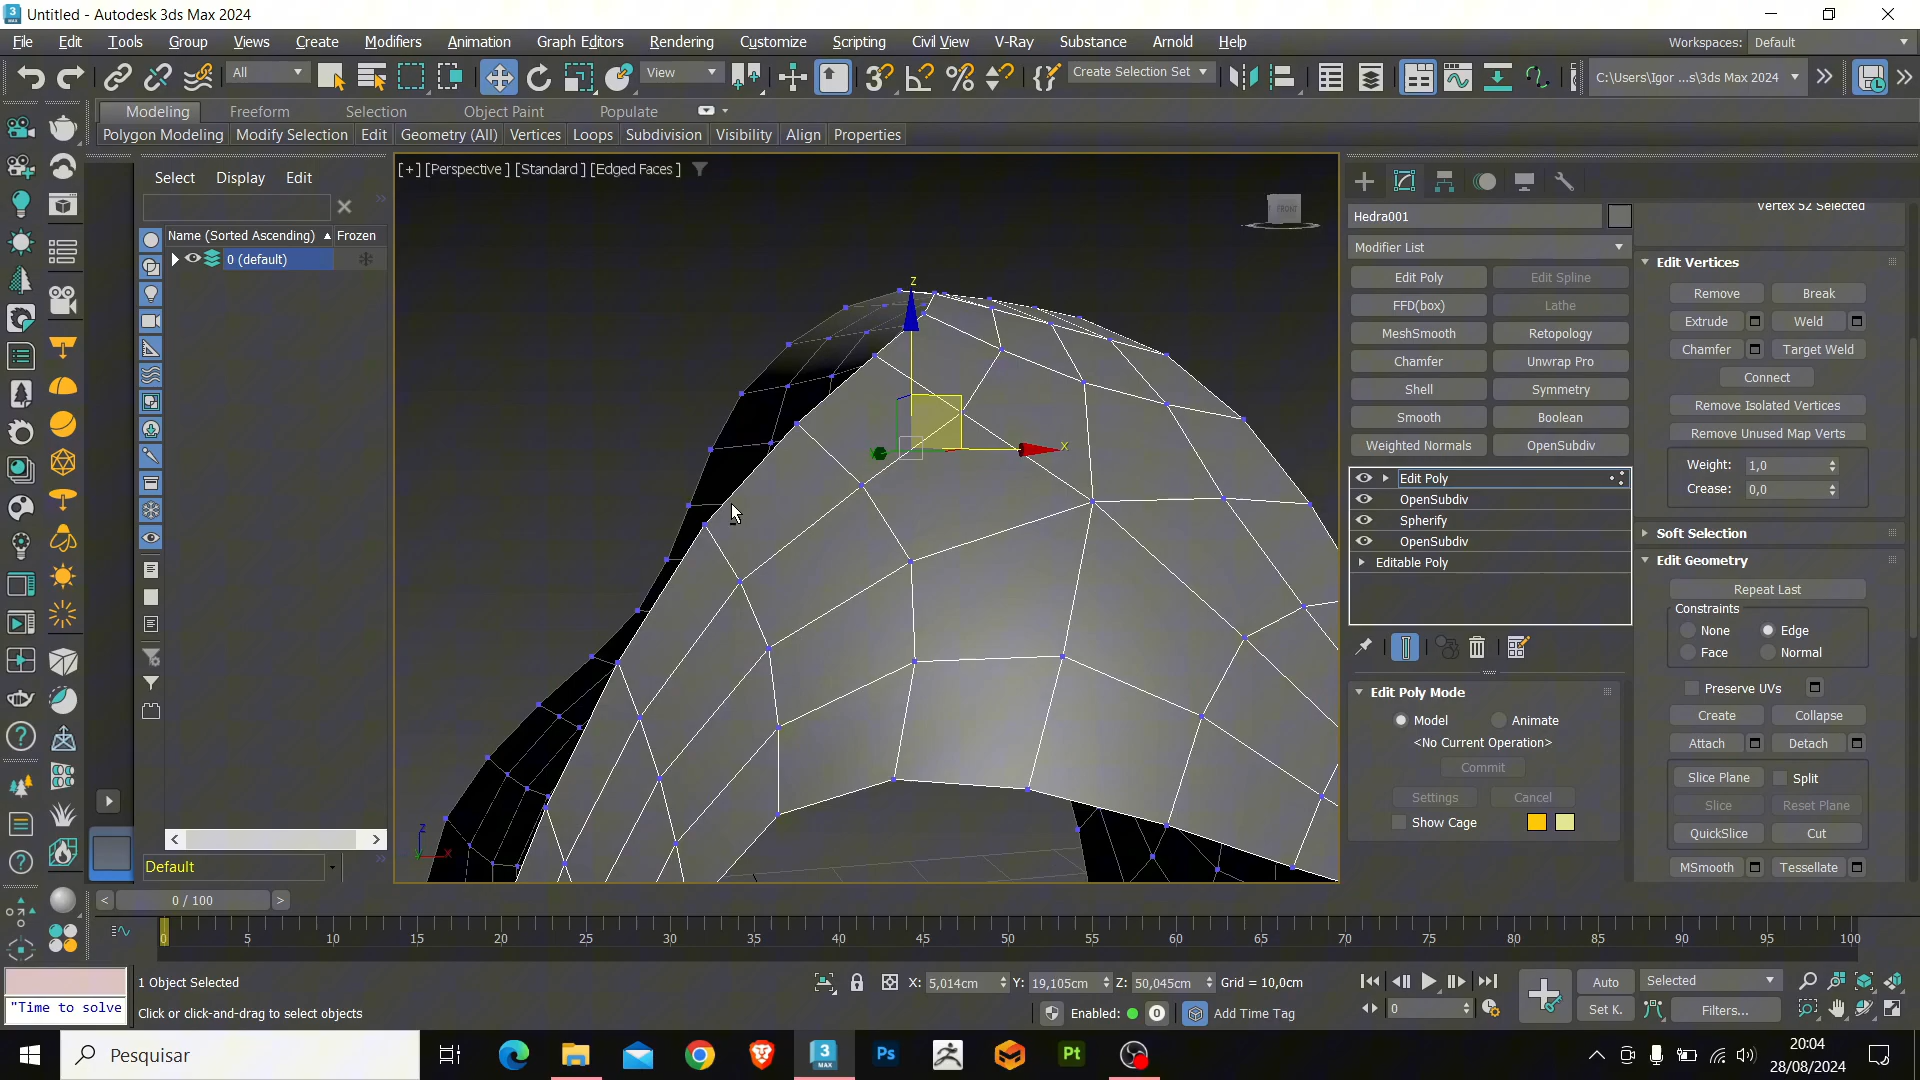 Untitled - Autodesk 3ds Max 2024
File Edit Tools Group Views Create Modifiers Animation Graph Editors Rendering Customize Scripting Civil View V-Ray Substance Arnold Help Workspaces: Default
All View Create Selection Set C:\Users\Igor ...s\3ds Max 2024
Modeling Freeform Selection Object Paint Populate
Polygon Modeling Modify Selection Edit Geometry (All) Vertices Loops Subdivision Visibility Align Properties
Select Display Edit
[+] [Perspective ] [Standard ] [Edged Faces ]
FRONT
Name (Sorted Ascending) Frozen
0 (default)
z
x
Hedra001
Modifier List
Edit Poly Edit Spline
FFD(box) Lathe
MeshSmooth Retopology
Chamfer Unwrap Pro
Shell Symmetry
Smooth Boolean
Weighted Normals OpenSubdiv
Edit Poly
OpenSubdiv
Spherify
OpenSubdiv
Editable Poly
Edit Poly Mode
Model Animate
<No Current Operation>
Commit
Settings Cancel
Show Cage
Vertex 52 Selected
Edit Vertices
Remove Break
Extrude Weld
Chamfer Target Weld
Connect
Remove Isolated Vertices
Remove Unused Map Verts
Weight: 1,0
Crease: 0,0
Soft Selection
Edit Geometry
Repeat Last
Constraints
None Edge
Face Normal
Preserve UVs
Create Collapse
Attach Detach
Slice Plane Split
Slice Reset Plane
QuickSlice Cut
MSmooth Tessellate
Default
< 0 / 100 >
0 5 10 15 20 25 30 35 40 45 50 55 60 65 70 75 80 85 90 95 100
"Time to solve
1 Object Selected
Click or click-and-drag to select objects
X: 5,014cm Y: 19,105cm Z: 50,045cm Grid = 10,0cm
Enabled: 0 Add Time Tag
0
Auto Selected
Set K. Filters...
Pesquisar
20:04
28/08/2024